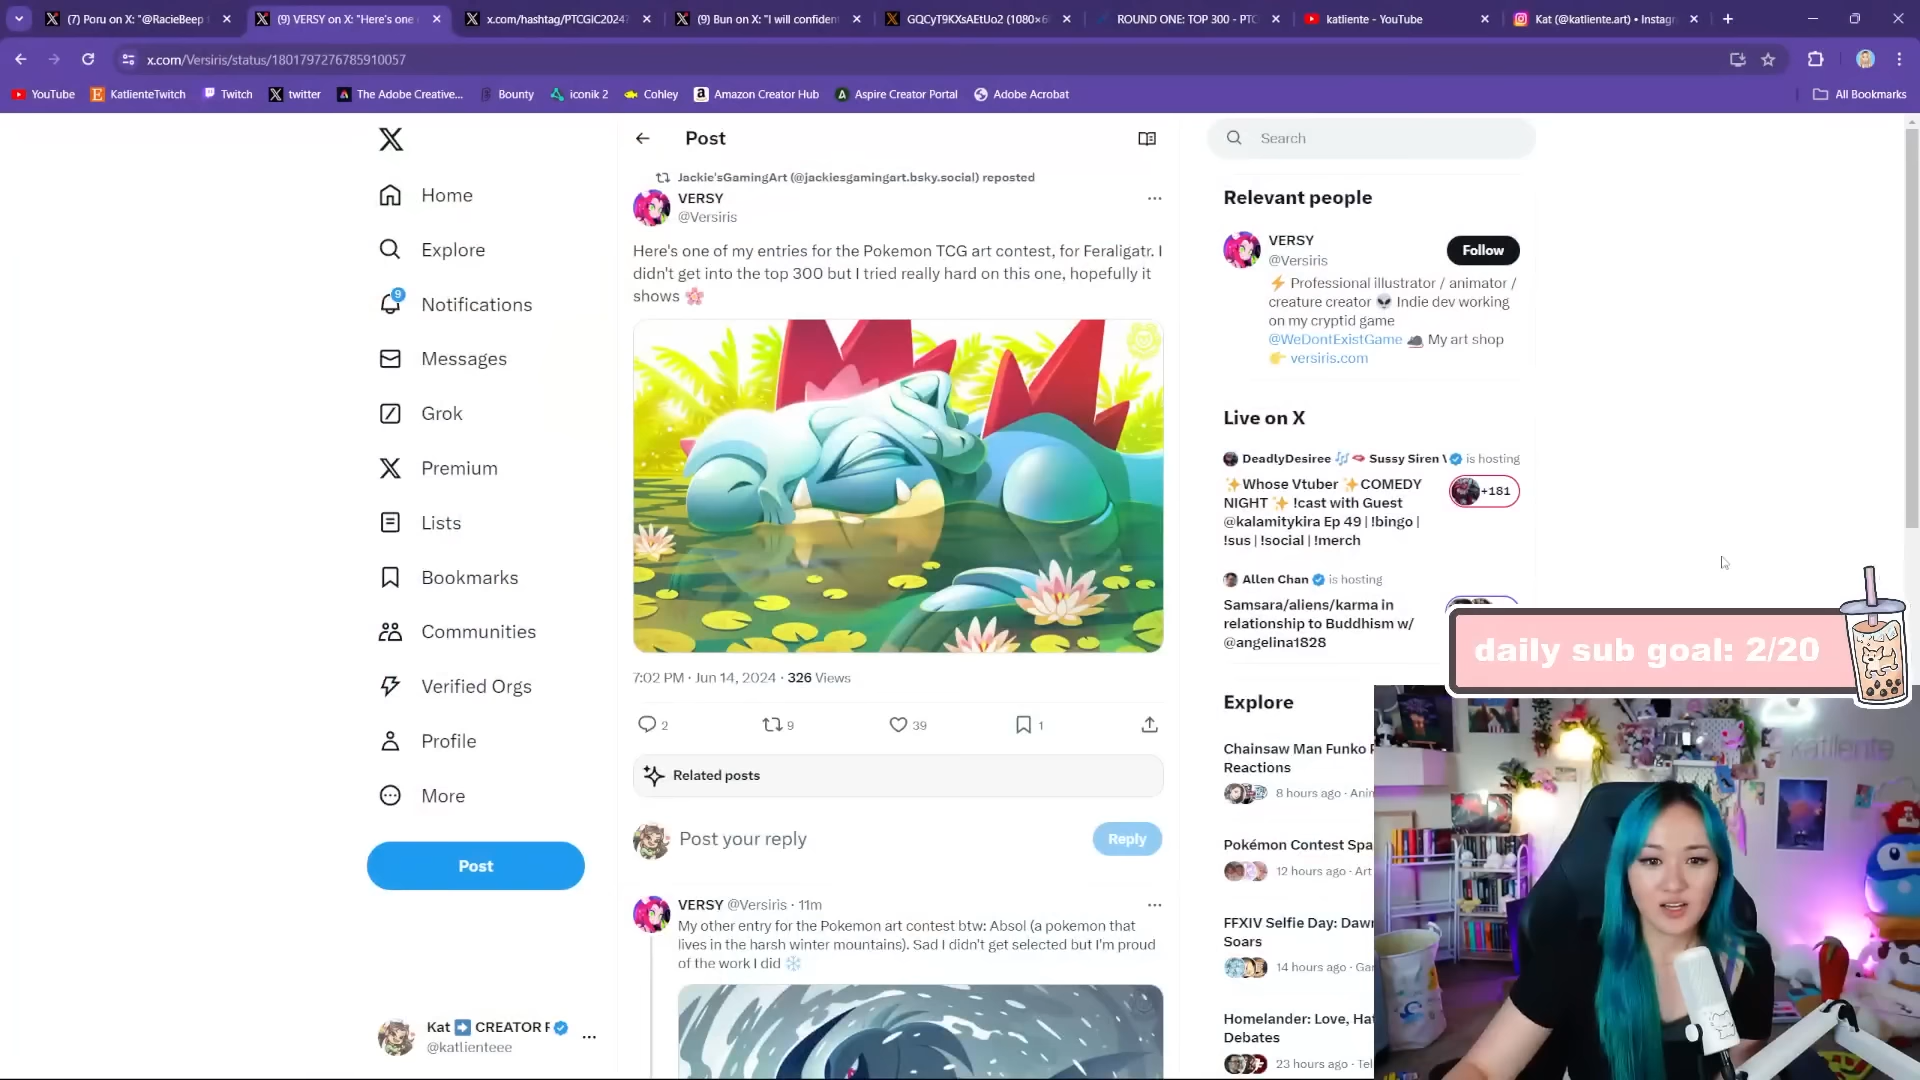 (7) Poru on X: "@RacieBeep
(9) VERSY on X: "Here's one
x.com/hashtag/PTCGIC2024?
(9) Bun on X: "I will confiden
GQCyT9KXsAEtUo2 (1080×6
ROUND ONE: TOP 300 - PTC
katliente - YouTube
Kat (@katliente.art) • Instag
x.com/Versiris/status/1801797276785910057
YouTube
KatlienteTwitch
Twitch
twitter
The Adobe Creative...
Bounty
iconik 2
Cohley
Amazon Creator Hub
Aspire Creator Portal
Adobe Acrobat
All Bookmarks
Home
Explore
9
Notifications
Messages
Grok
Premium
Lists
Bookmarks
Communities
Verified Orgs
Profile
More
Post
Kat ➡️ CREATOR F
@katlienteee
Post
Jackie'sGamingArt (@jackiesgamingart.bsky.social) reposted
VERSY
@Versiris
Here's one of my entries for the Pokemon TCG art contest, for Feraligatr. I
didn't get into the top 300 but I tried really hard on this one, hopefully it
shows 🌸
7:02 PM · Jun 14, 2024 · 326 Views
2
9
39
1
Related posts
Post your reply
Reply
VERSY @Versiris · 11m
My other entry for the Pokemon art contest btw: Absol (a pokemon that
lives in the harsh winter mountains). Sad I didn't get selected but I'm proud
of the work I did ❄️
Search
Relevant people
VERSY
@Versiris
Follow
⚡ Professional illustrator / animator /
creature creator 👽 Indie dev working
on my cryptid game
@WeDontExistGame 🦔 My art shop
👉 versiris.com
Live on X
DeadlyDesiree 🎶 Sussy Siren is hosting
✨Whose Vtuber ✨COMEDY
NIGHT ✨ !cast with Guest
@kalamitykira Ep 49 | !bingo |
!sus | !social | !merch
+181
Allen Chan is hosting
Samsara/aliens/karma in
relationship to Buddhism w/
@angelina1828
Explore
Chainsaw Man Funko
Reactions
8 hours ago · Ani
Pokémon Contest Spa
12 hours ago · Art
FFXIV Selfie Day: Daw
Soars
14 hours ago · Ga
Homelander: Love, Ha
Debates
23 hours ago · Tel
daily sub goal: 2/20
katliente